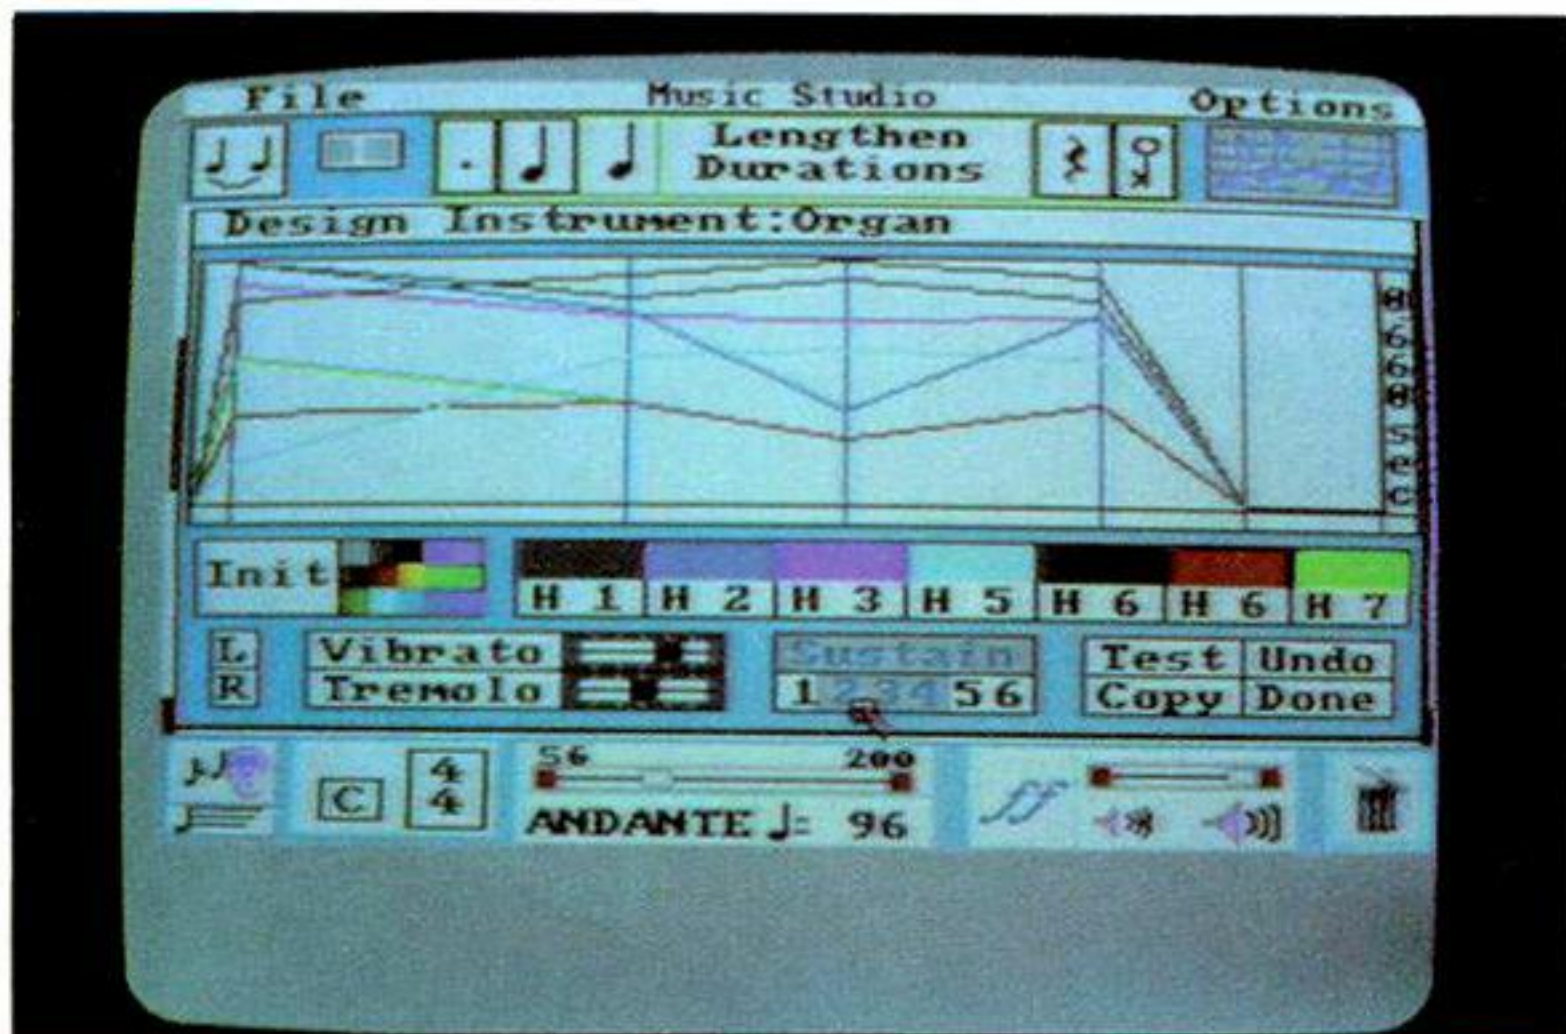 File Music Studio Options
Lengthen
Durations
Design Instrument:Organ
Init
H 1 H 2 H 3 H 5 H 6 H 6 H 7
L Vibrato Sustain Test Undo
R Tremolo 1 2 3 4 5 6 Copy Done
56 200
C 4
4
ANDANTE ♩= 96
ff